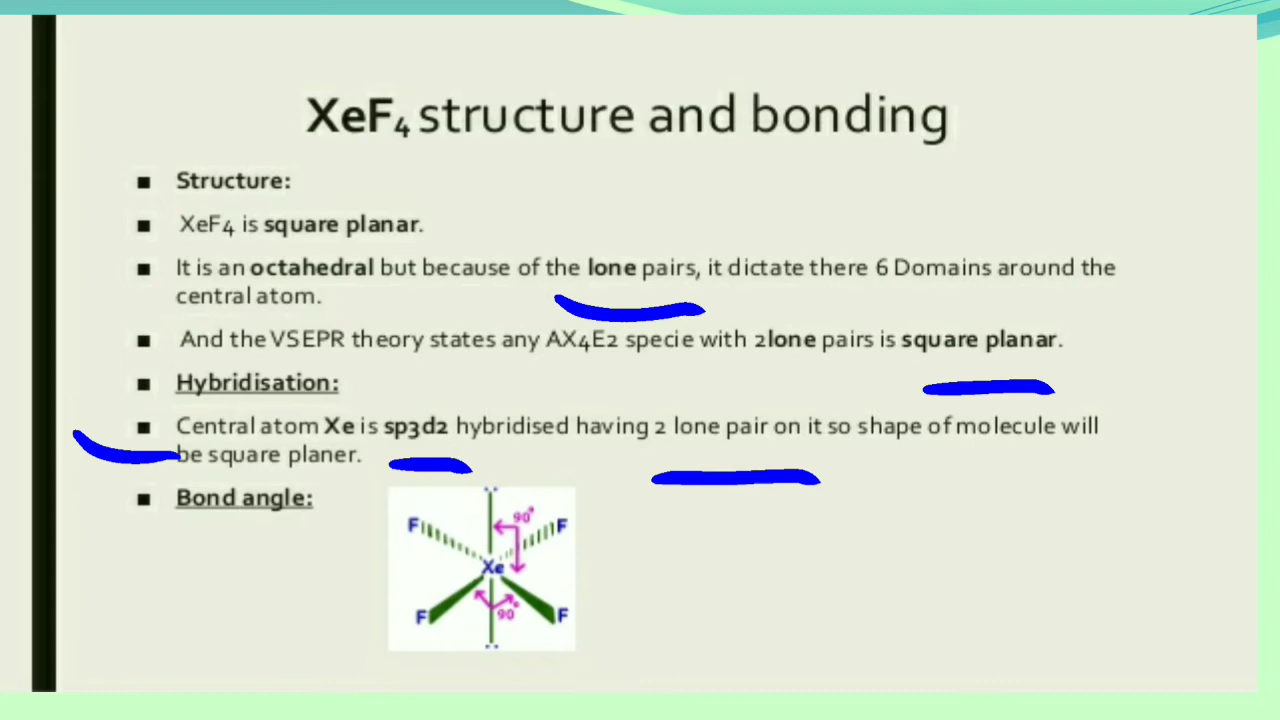 XeF4 structure and bonding
Structure:
XeF4 is square planar.
It is an octahedral but because of the lone pairs, it dictate there 6 Domains around the
central atom.
And the VSEPR theory states any AX4E2 specie with 2lone pairs is square planar.
Hybridisation:
Central atom Xe is sp3d2 hybridised having 2 lone pair on it so shape of molecule will
be square planer.
Bond angle:
90°
F F
Xe
F F
90°